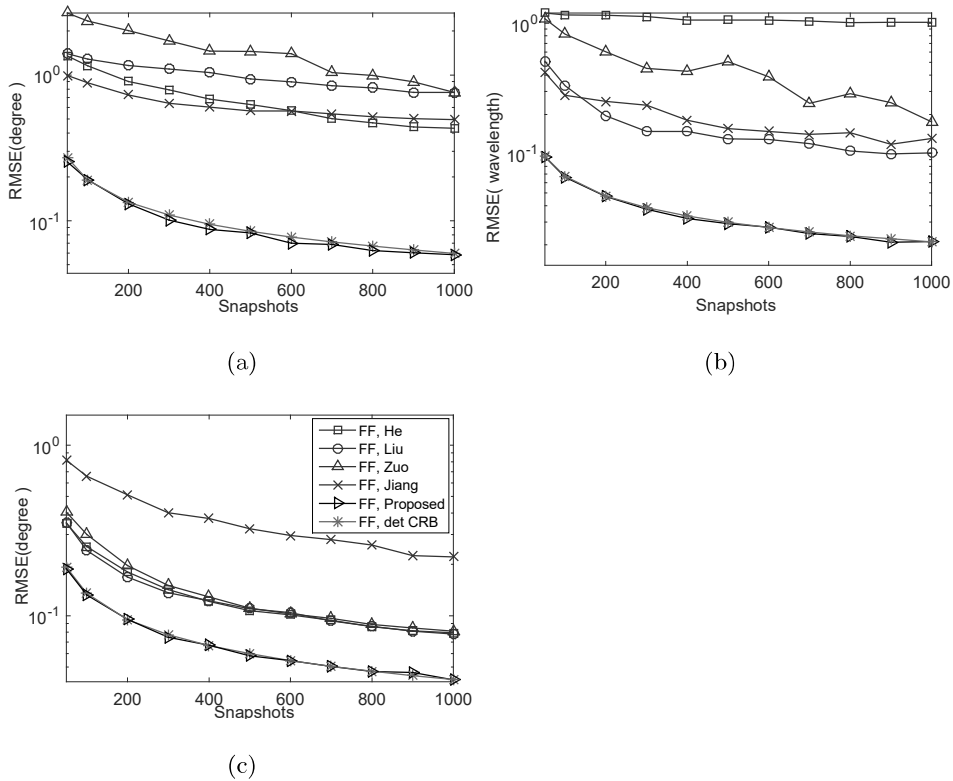 RMSE(degree )
10^0
10^-1
200 400 600 800 1000
Snapshots
(a)
RMSE( wavelength)
10^0
10^-1
200 400 600 800 1000
Snapshots
(b)
RMSE(degree )
10^0
10^-1
FF, He
FF, Liu
FF, Zuo
FF, Jiang
FF, Proposed
FF, det CRB
200 400 600 800 1000
Snapshots
(c)